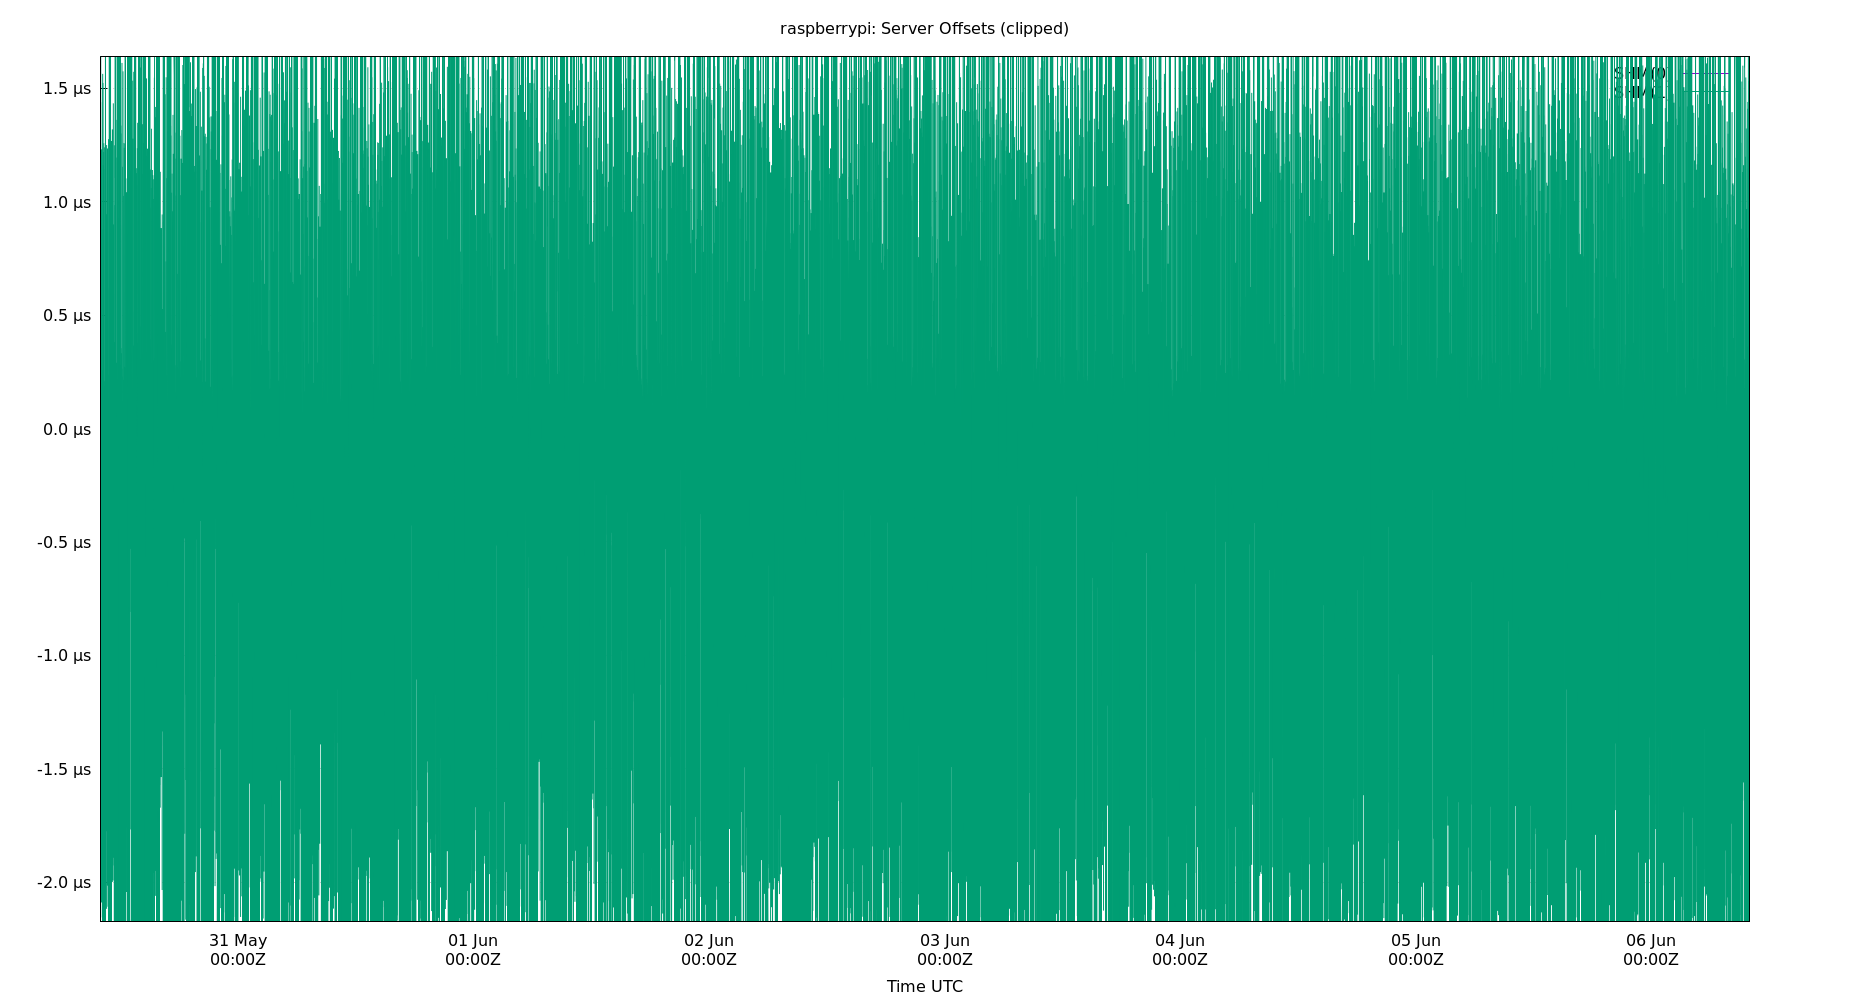 raspberrypi: Server Offsets (clipped)
1.5 µs
1.0 µs
0.5 µs
0.0 µs
-0.5 µs
-1.0 µs
-1.5 µs
-2.0 µs
31 May
00:00Z
01 Jun
00:00Z
02 Jun
00:00Z
03 Jun
00:00Z
04 Jun
00:00Z
05 Jun
00:00Z
06 Jun
00:00Z
Time UTC